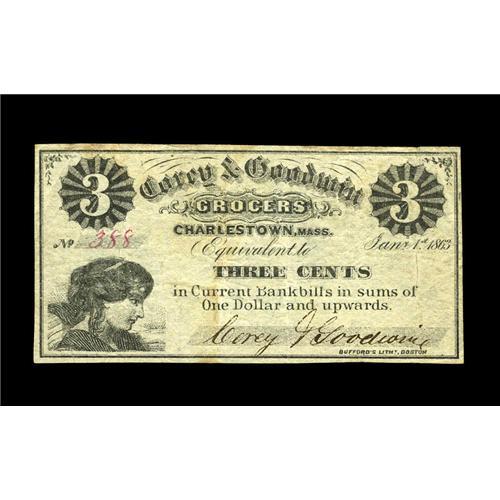 3 Corey & Goodwin 3
GROCERS
CHARLESTOWN, MASS.
No 388 Equivalent to Jany 1st 1863
THREE CENTS
in Current Bankbills in sums of
One Dollar and upwards.
Corey & Goodwin
BUFFORD'S LITHY, BOSTON